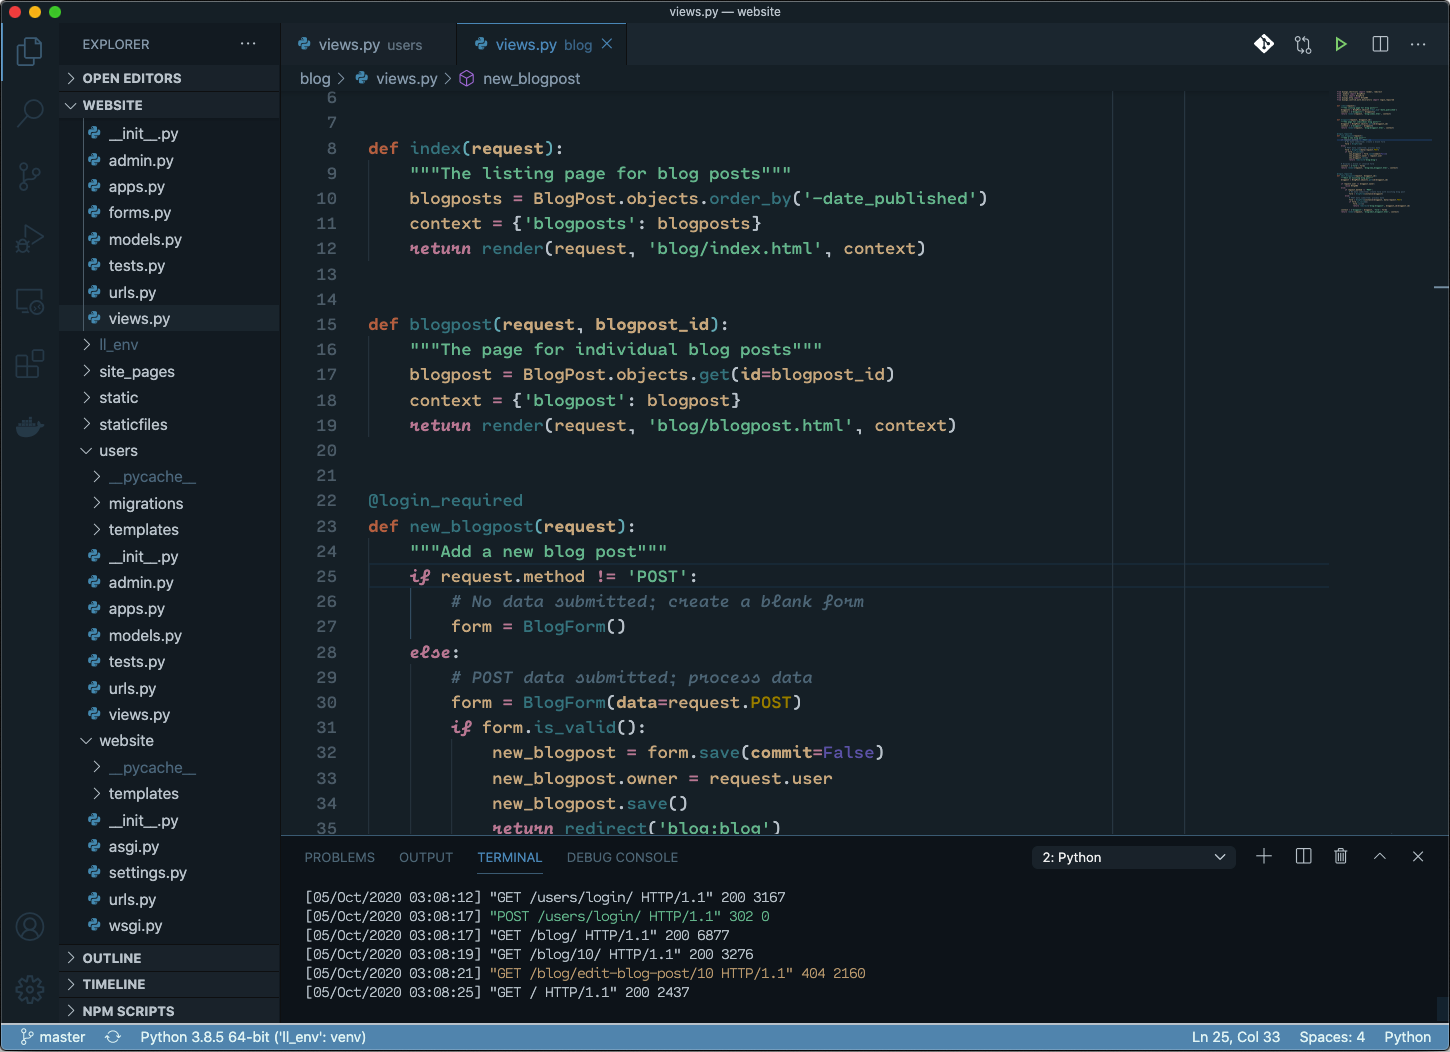 views.py — website
EXPLORER
OPEN EDITORS
WEBSITE
__init__.py
admin.py
apps.py
forms.py
models.py
tests.py
urls.py
views.py
ll_env
site_pages
static
staticfiles
users
__pycache__
migrations
templates
__init__.py
admin.py
apps.py
models.py
tests.py
urls.py
views.py
website
__pycache__
templates
__init__.py
asgi.py
settings.py
urls.py
wsgi.py
OUTLINE
TIMELINE
NPM SCRIPTS
views.py users
views.py blog
blog > views.py > new_blogpost
6
7
8 def index(request):
9 """The listing page for blog posts"""
10 blogposts = BlogPost.objects.order_by('-date_published')
11 context = {'blogposts': blogposts}
12 return render(request, 'blog/index.html', context)
13
14
15 def blogpost(request, blogpost_id):
16 """The page for individual blog posts"""
17 blogpost = BlogPost.objects.get(id=blogpost_id)
18 context = {'blogpost': blogpost}
19 return render(request, 'blog/blogpost.html', context)
20
21
22 @login_required
23 def new_blogpost(request):
24 """Add a new blog post"""
25 if request.method != 'POST':
26 # No data submitted; create a blank form
27 form = BlogForm()
28 else:
29 # POST data submitted; process data
30 form = BlogForm(data=request.POST)
31 if form.is_valid():
32 new_blogpost = form.save(commit=False)
33 new_blogpost.owner = request.user
34 new_blogpost.save()
35 return redirect('blog:blog')
PROBLEMS OUTPUT TERMINAL DEBUG CONSOLE 2: Python
[05/Oct/2020 03:08:12] "GET /users/login/ HTTP/1.1" 200 3167
[05/Oct/2020 03:08:17] "POST /users/login/ HTTP/1.1" 302 0
[05/Oct/2020 03:08:17] "GET /blog/ HTTP/1.1" 200 6877
[05/Oct/2020 03:08:19] "GET /blog/10/ HTTP/1.1" 200 3276
[05/Oct/2020 03:08:21] "GET /blog/edit-blog-post/10 HTTP/1.1" 404 2160
[05/Oct/2020 03:08:25] "GET / HTTP/1.1" 200 2437
master Python 3.8.5 64-bit ('ll_env': venv) Ln 25, Col 33 Spaces: 4 Python